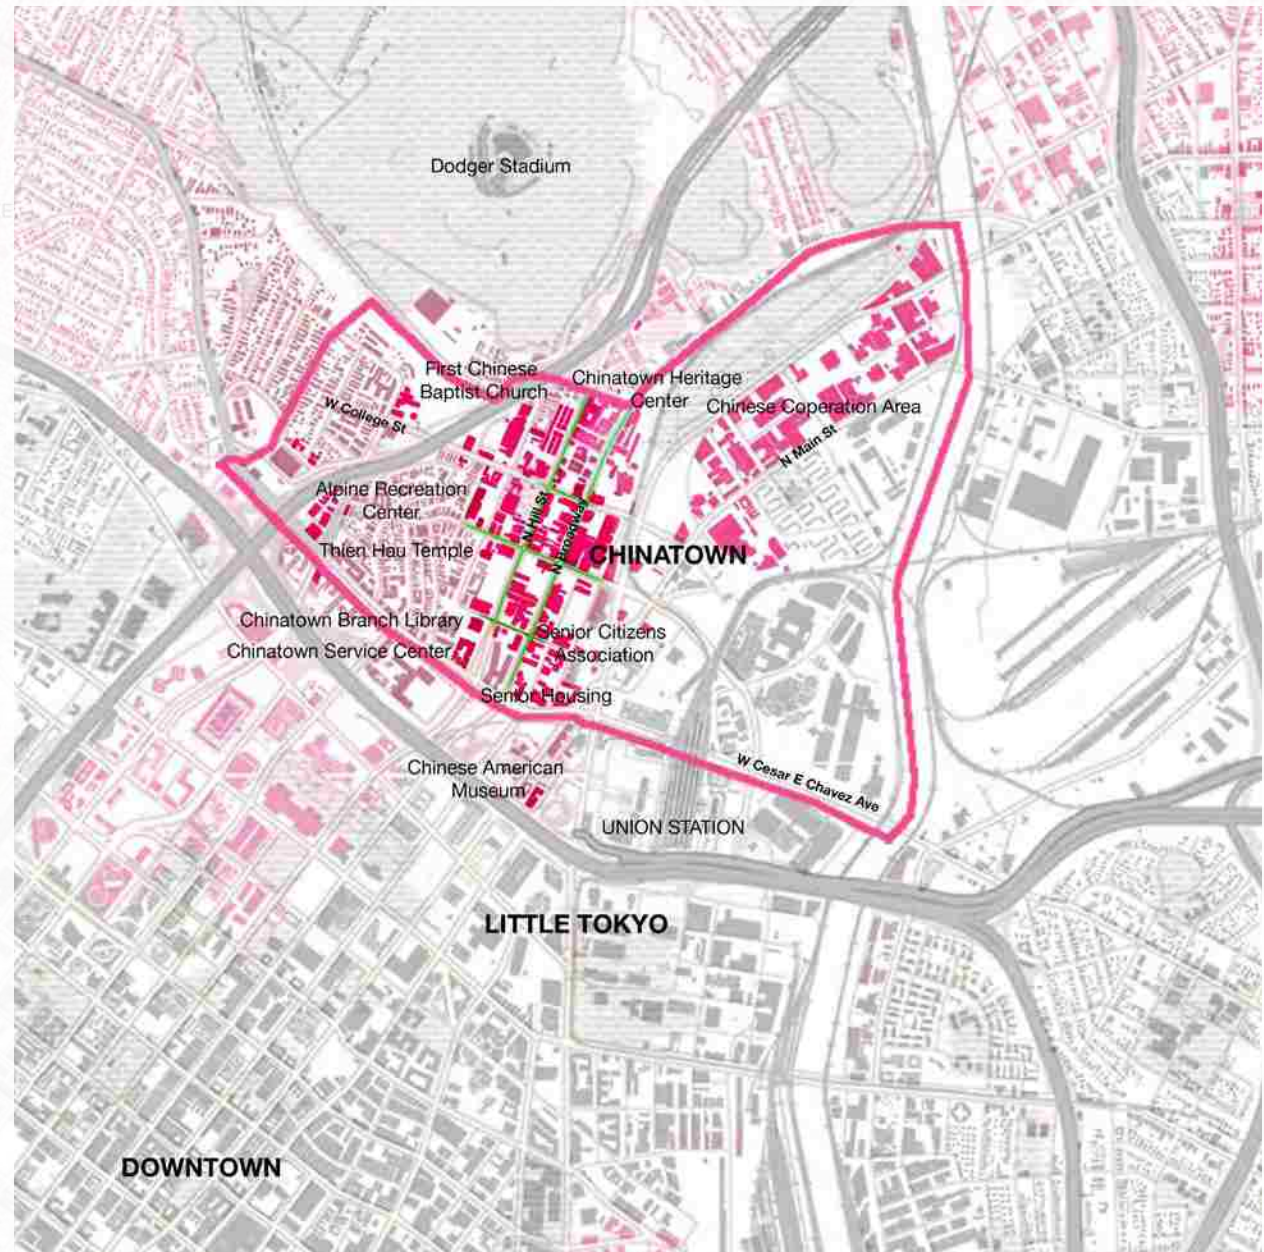 Dodger Stadium
First Chinese
Baptist Church
Chinatown Heritage
Center
Chinese Coperation Area
W College St
N Main St
Alpine Recreation
Center
N Hill St
N Broadway
Thien Hau Temple
CHINATOWN
Chinatown Branch Library
Chinatown Service Center
Senior Citizens
Association
Senior Housing
Chinese American
Museum
W Cesar E Chavez Ave
UNION STATION
LITTLE TOKYO
DOWNTOWN